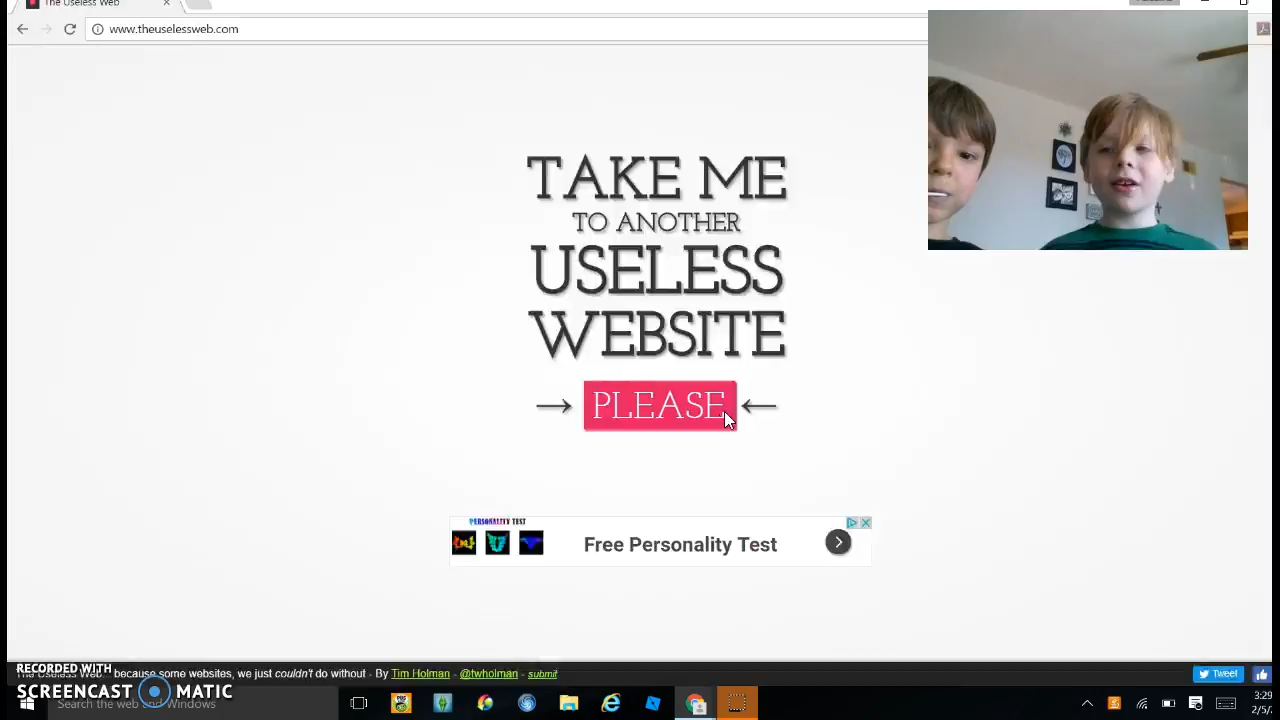 The Useless Web
www.theuselessweb.com
TAKE ME
TO ANOTHER
USELESS
WEBSITE
→ PLEASE ←
PERSONALITY TEST
Free Personality Test
The Useless Web... because some websites, we just couldn't do without - By Tim Holman - @twholman - submit
Tweet
RECORDED WITH
SCREENCAST MATIC
Search the web and Windows
3:29
2/5/2